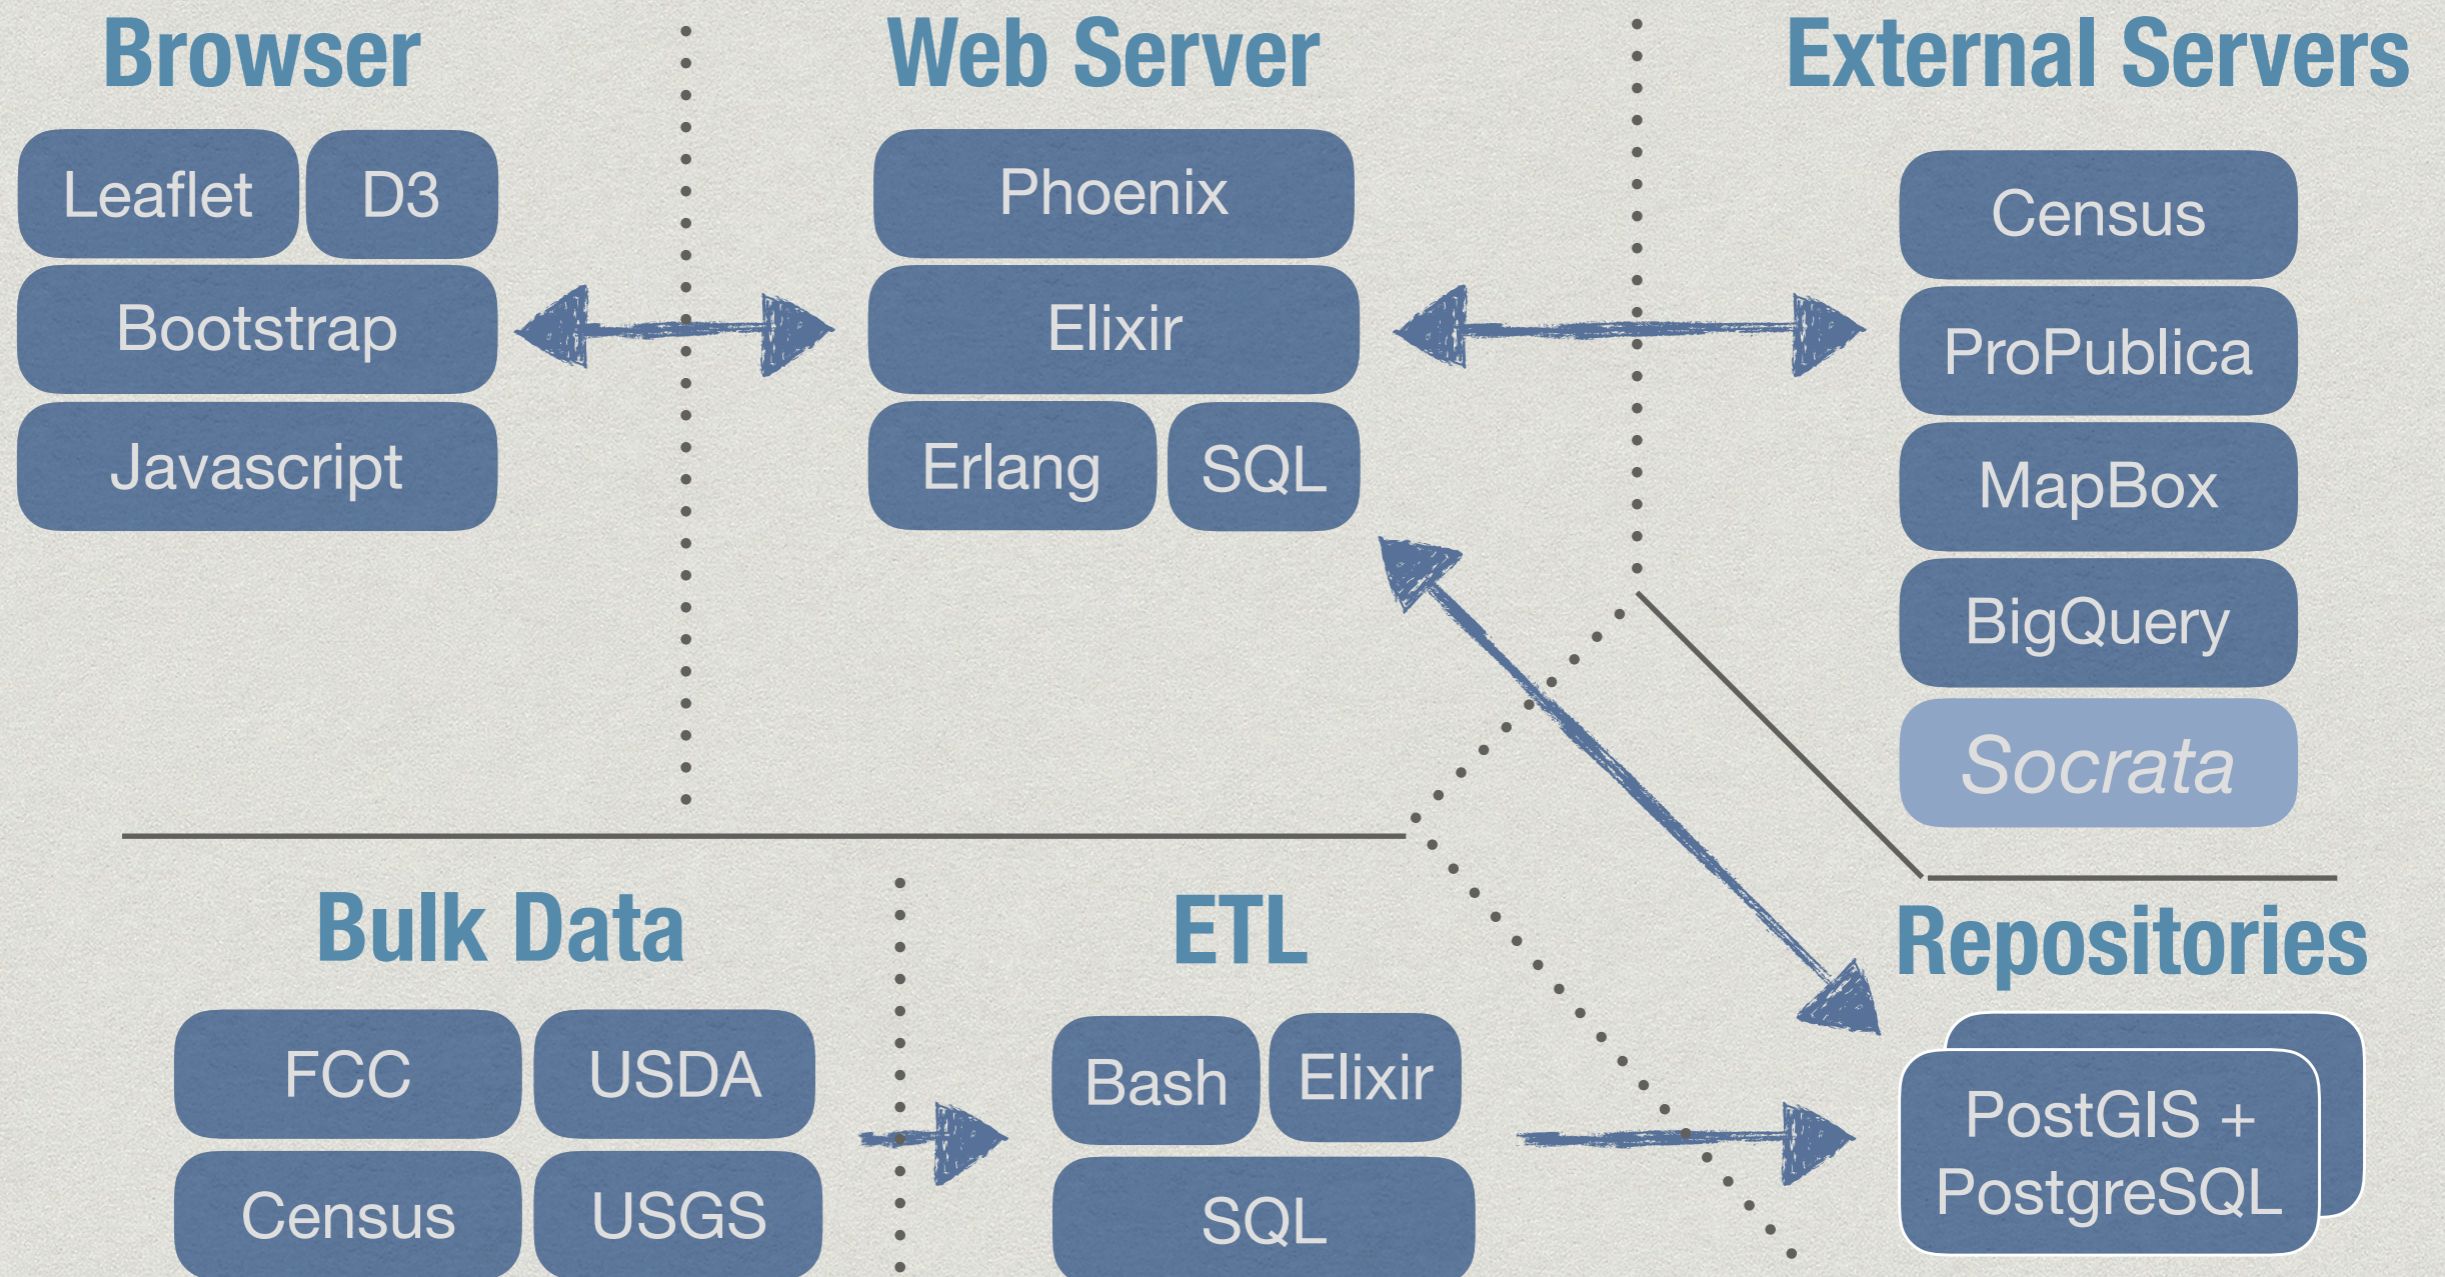 Browser
Leaflet
D3
Bootstrap
Javascript
Web Server
Phoenix
Elixir
Erlang
SQL
External Servers
Census
ProPublica
MapBox
BigQuery
Socrata
Bulk Data
FCC
USDA
Census
USGS
ETL
Bash
Elixir
SQL
Repositories
PostGIS +
PostgreSQL